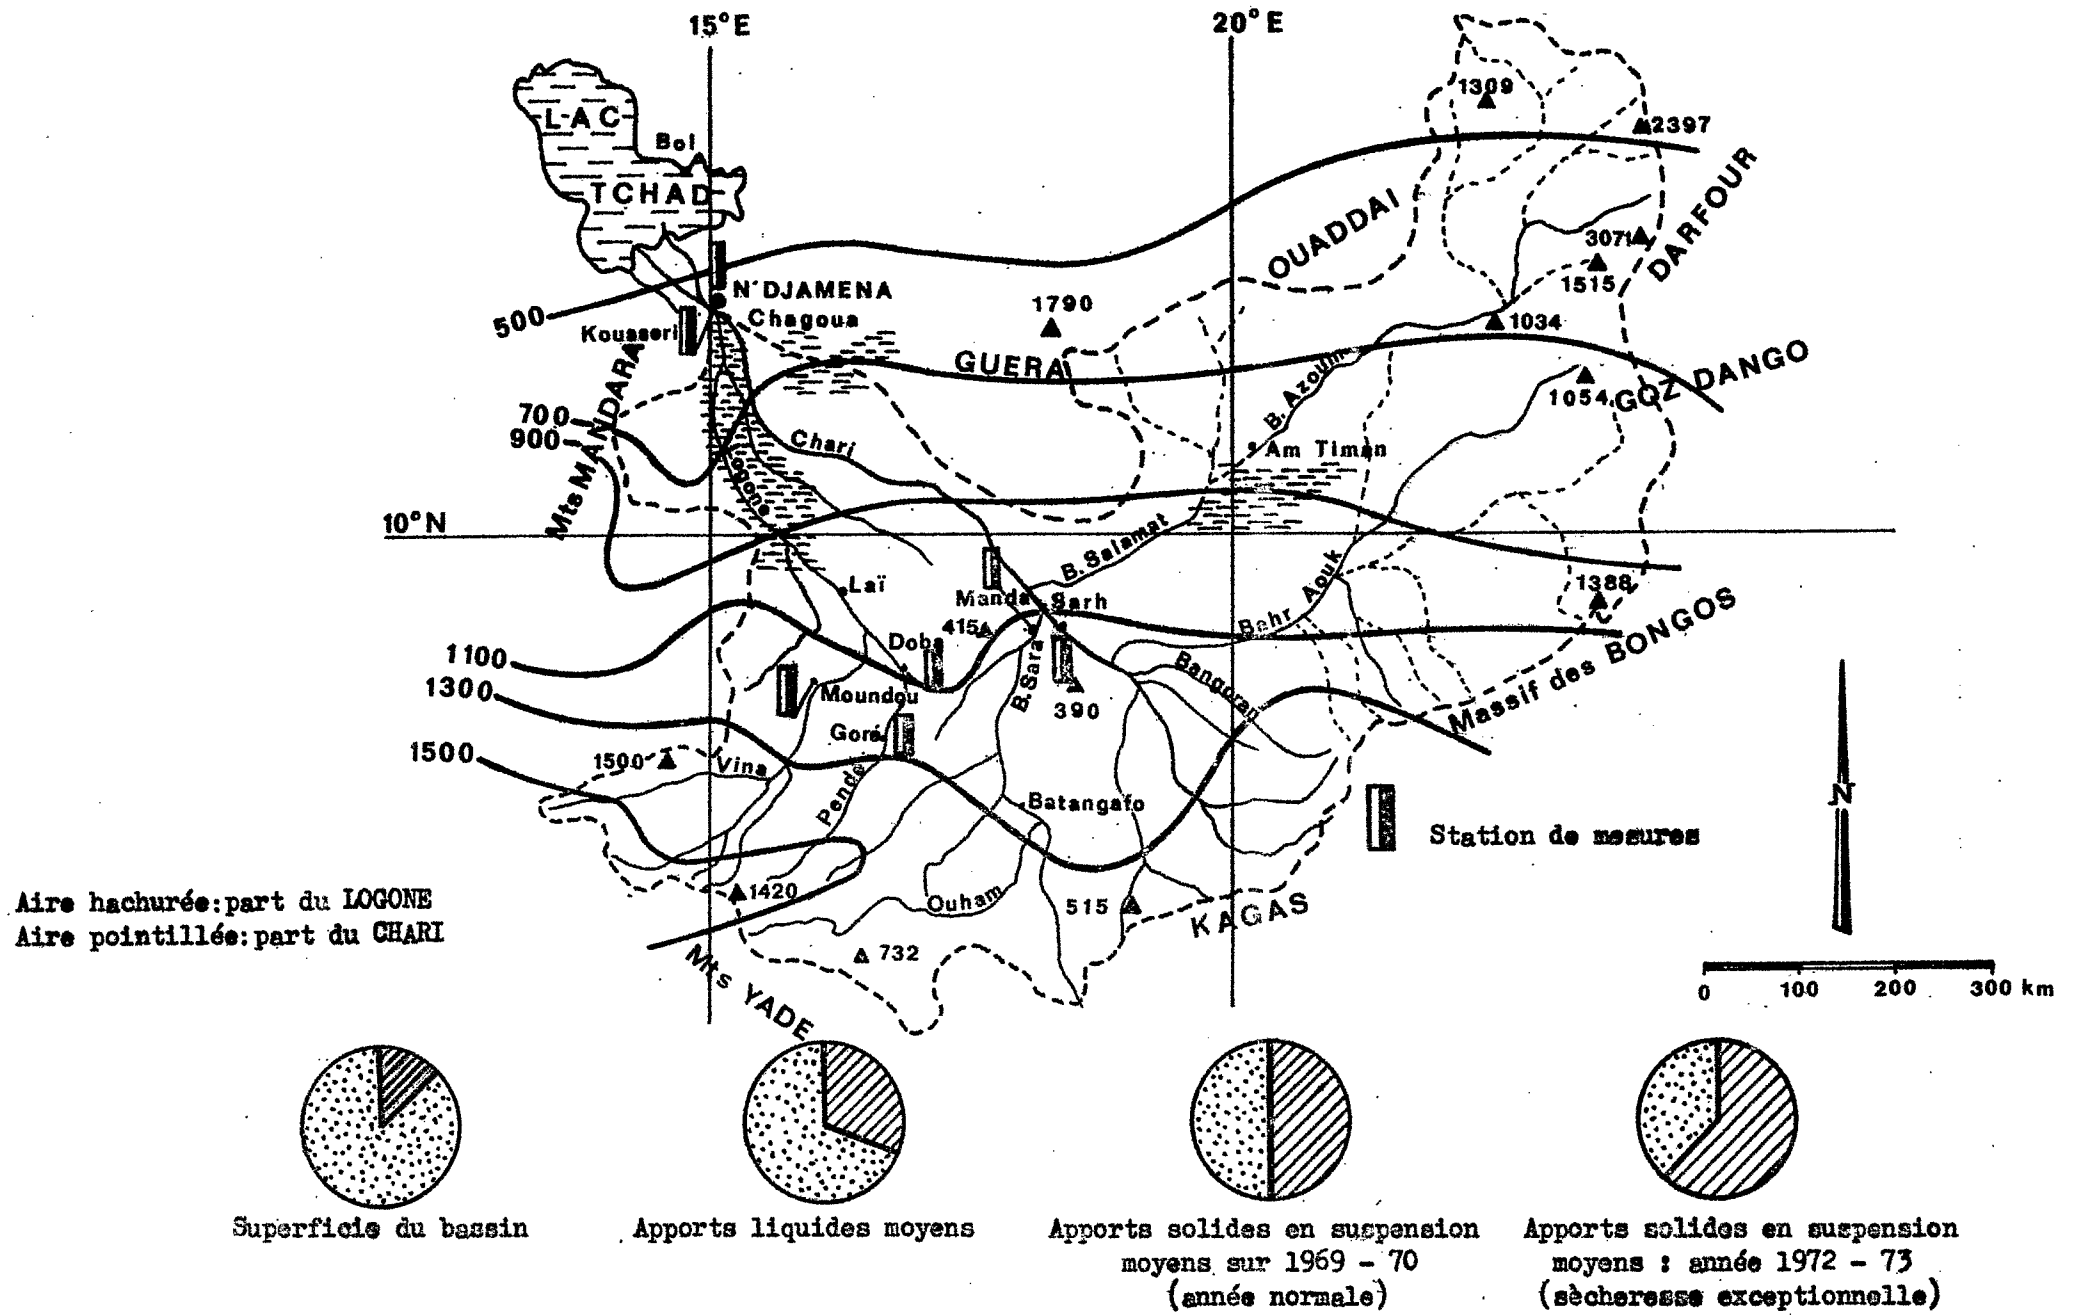 15°E
20°E
LAC
TCHAD
Bol
1309
2397
OUADDAI
DARFOUR
3071
1515
N'DJAMENA
Chagoua
1790
500
Kousseri
1034
GUERA
GOZ DANGO
1054
B. Azoum
Mts MANDARA
700
900
Chari
Am Timan
Logone
10°N
B. Salamat
Laï
Manda
Sarh
Bahr Aouk
1388
415
Doba
1100
B. Sara
Bangoran
Massif des BONGOS
1300
Moundou
390
Goré
1500
1500
Vina
Pendé
Batangafo
Station de mesures
N
Aire hachurée:part du LOGONE
Aire pointillée:part du CHARI
1420
Ouham
515
KAGAS
732
Mts YADE
0 100 200 300 km
Superficie du bassin
Apports liquides moyens
Apports solides en suspension
moyens sur 1969 - 70
(année normale)
Apports solides en suspension
moyens : année 1972 - 73
(sècheresse exceptionnelle)